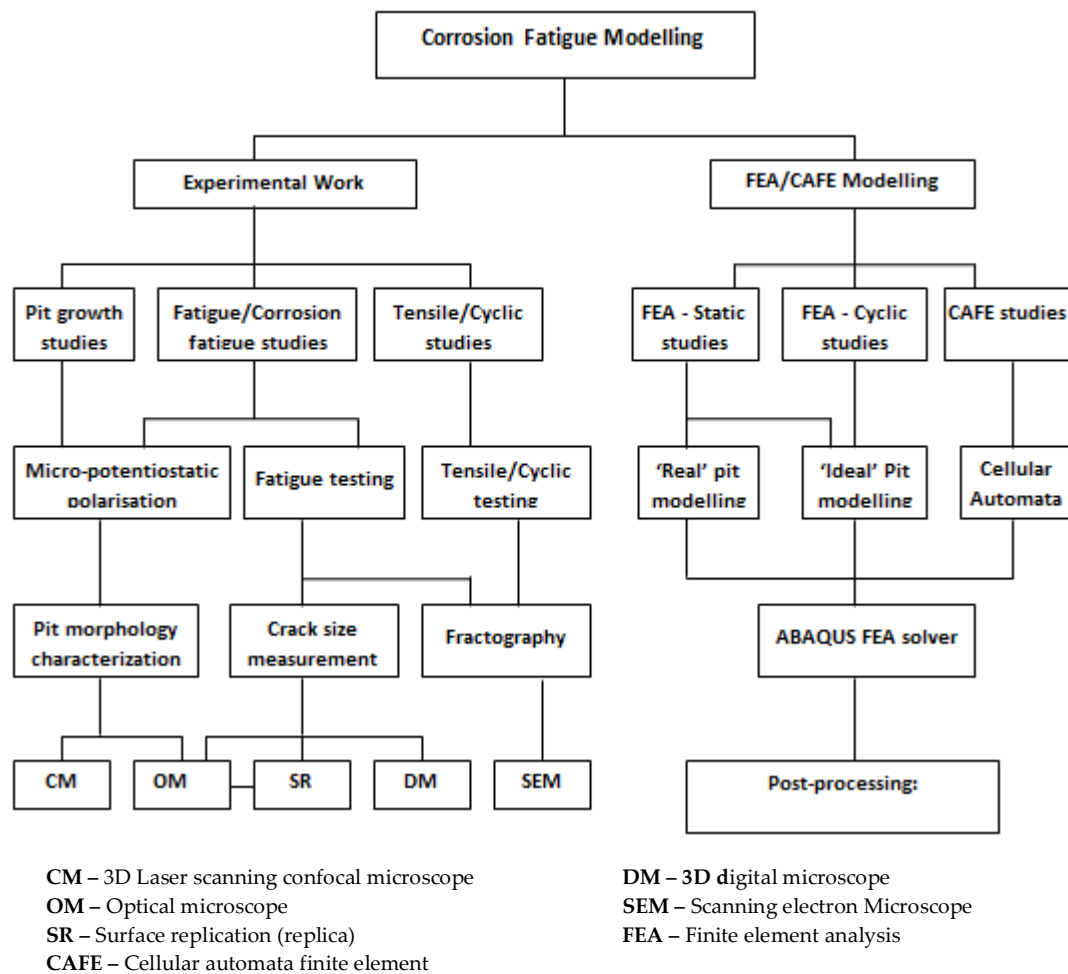 Corrosion Fatigue Modelling
Experimental Work
FEA/CAFE Modelling
Pit growth
studies
Fatigue/Corrosion
fatigue studies
Tensile/Cyclic
studies
FEA - Static
studies
FEA - Cyclic
studies
CAFE studies
Micro-potentiostatic
polarisation
Fatigue testing
Tensile/Cyclic
testing
‘Real’ pit
modelling
‘Ideal’ Pit
modelling
Cellular
Automata
Pit morphology
characterization
Crack size
measurement
Fractography
ABAQUS FEA solver
CM
OM
SR
DM
SEM
Post-processing:
CM – 3D Laser scanning confocal microscope
OM – Optical microscope
SR – Surface replication (replica)
CAFE – Cellular automata finite element
DM – 3D digital microscope
SEM – Scanning electron Microscope
FEA – Finite element analysis